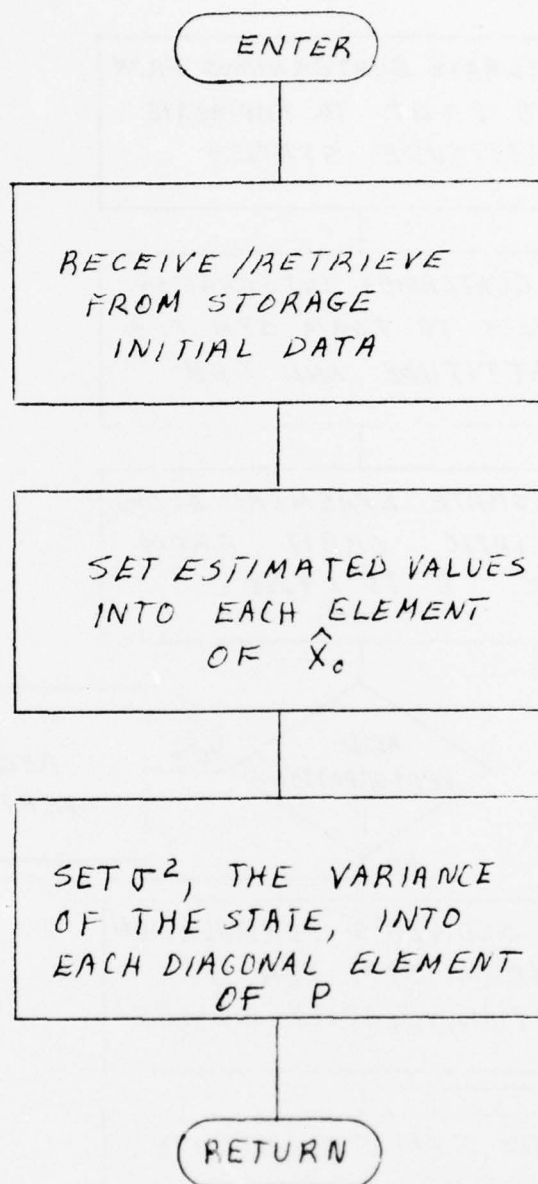 ENTER
RECEIVE/RETRIEVE
FROM STORAGE
INITIAL DATA
SET ESTIMATED VALUES
INTO EACH ELEMENT
OF X̂₀
SET σ², THE VARIANCE
OF THE STATE, INTO
EACH DIAGONAL ELEMENT
OF P
RETURN